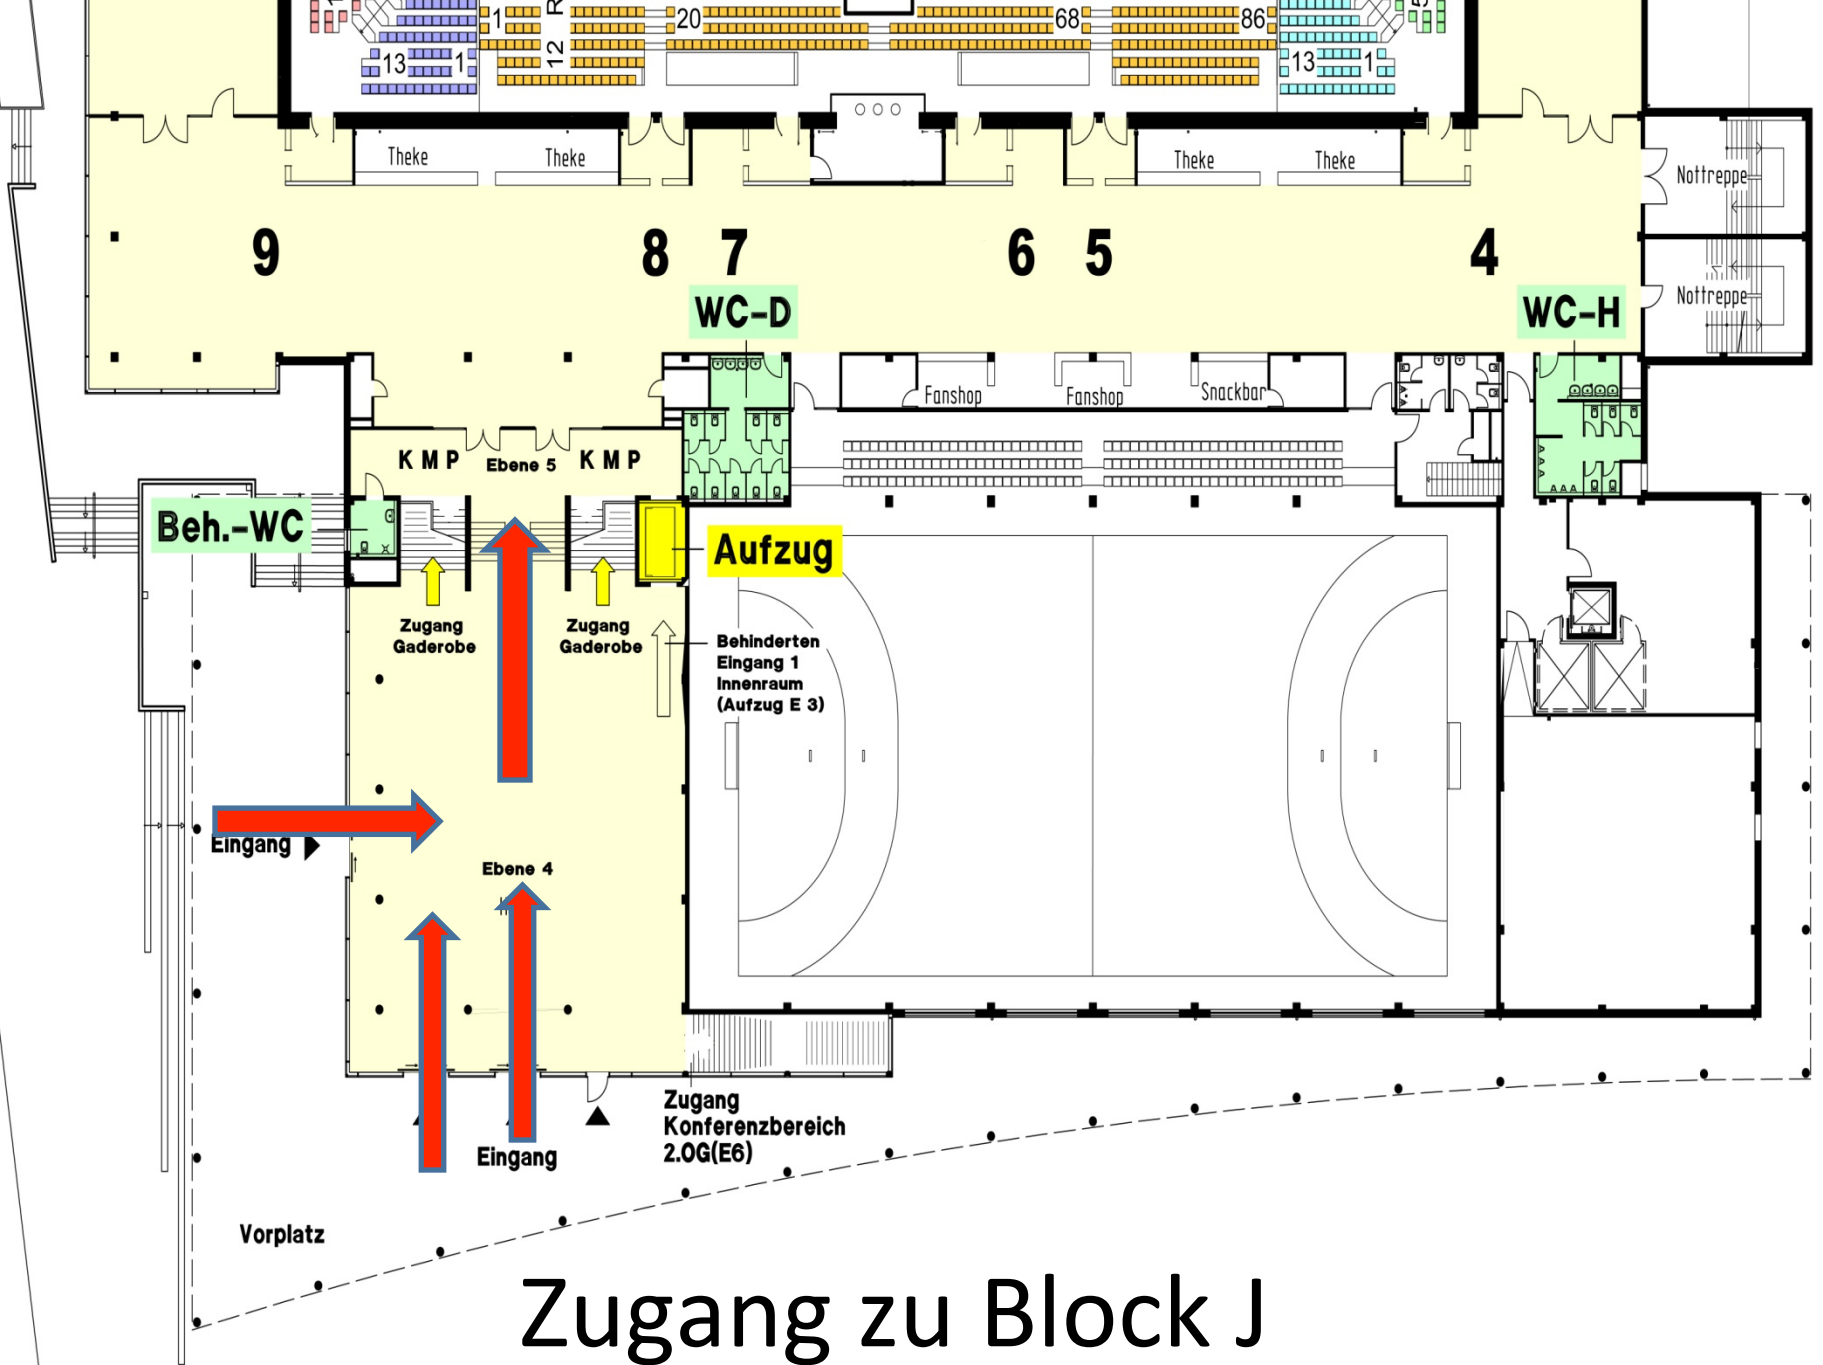 1
R
20
68
86
12
13 1
13 1
Theke Theke Theke Theke
Nottreppe
9 8 7 6 5 4
WC-D WC-H
Nottreppe
Fanshop Fanshop Snackbar
K M P Ebene 5 K M P
Beh.-WC
Aufzug
Zugang
Gaderobe
Zugang
Gaderobe
Behinderten
Eingang 1
Innenraum
(Aufzug E 3)
Eingang
Ebene 4
Zugang
Konferenzbereich
2.OG(E6)
Eingang
Vorplatz
Zugang zu Block J